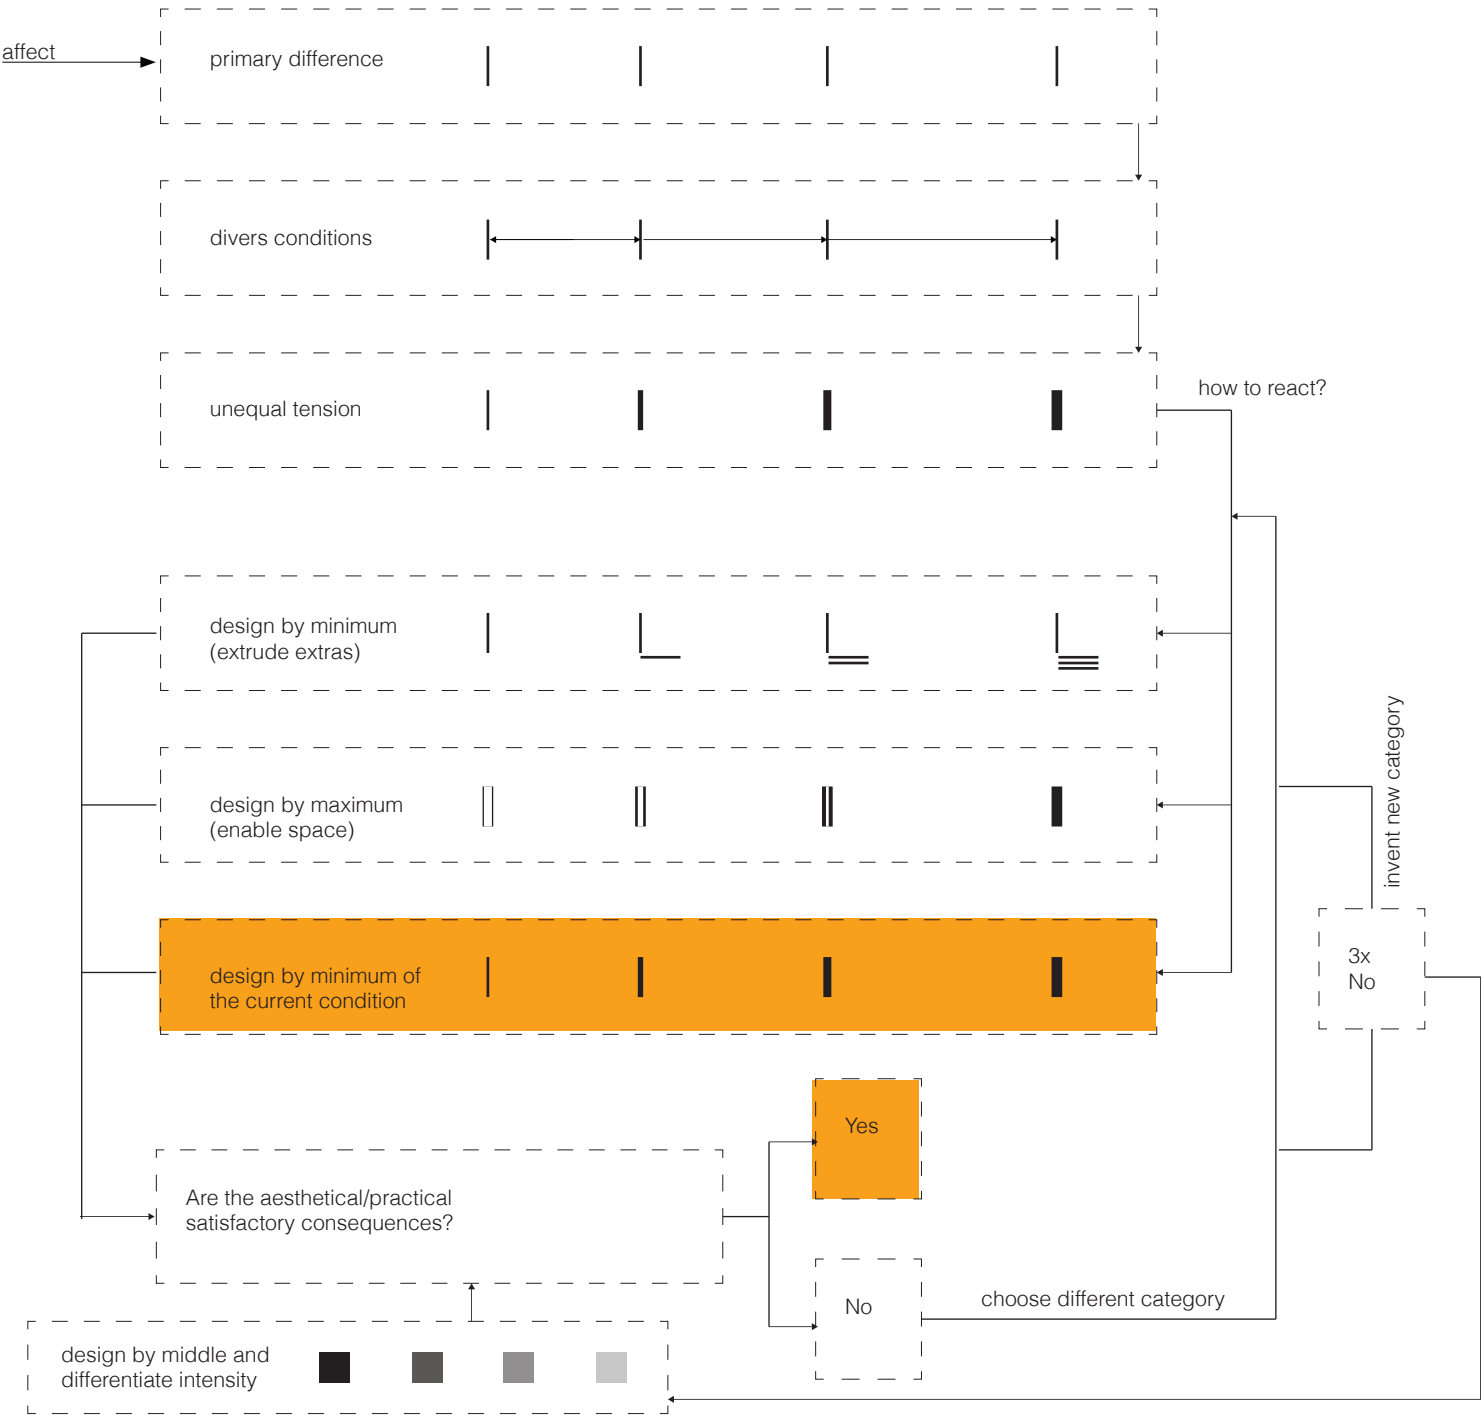 affect
primary difference
divers conditions
unequal tension
how to react?
design by minimum
(extrude extras)
design by maximum
(enable space)
invent new category
design by minimum of
the current condition
3x
No
Yes
Are the aesthetical/practical
satisfactory consequences?
No
choose different category
design by middle and
differentiate intensity